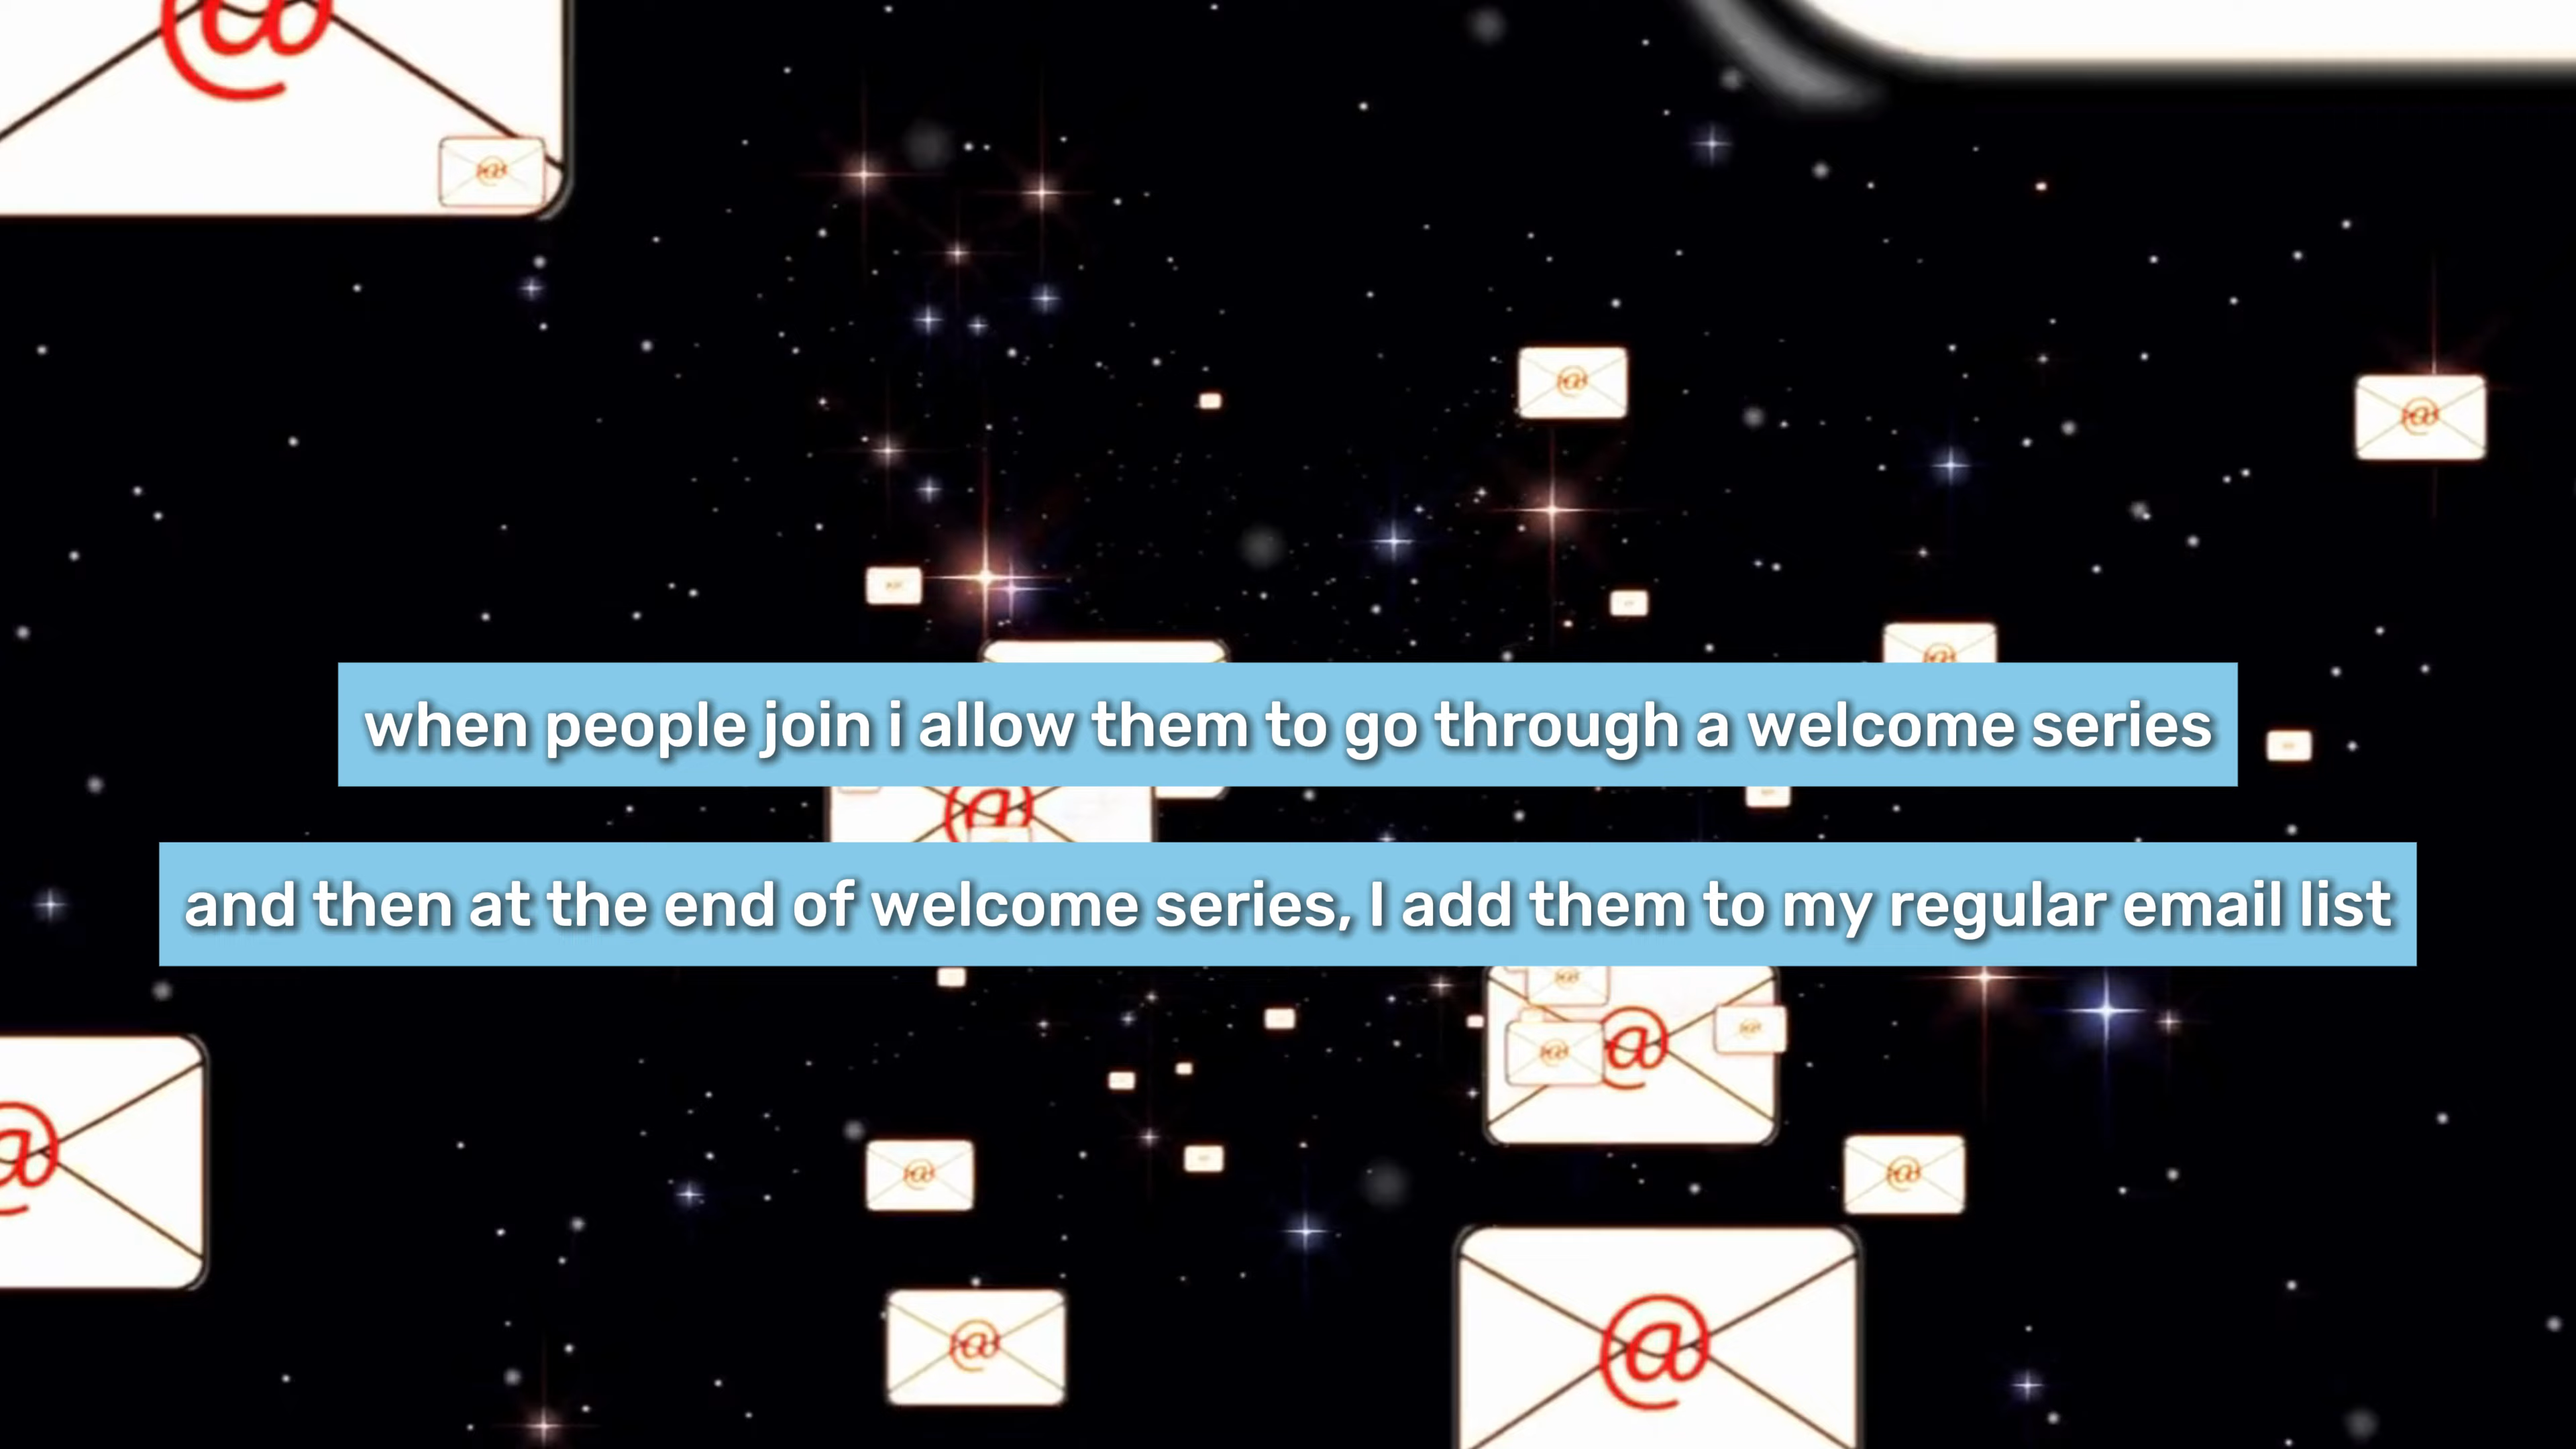 when people join i allow them to go through a welcome series
and then at the end of welcome series, I add them to my regular email list